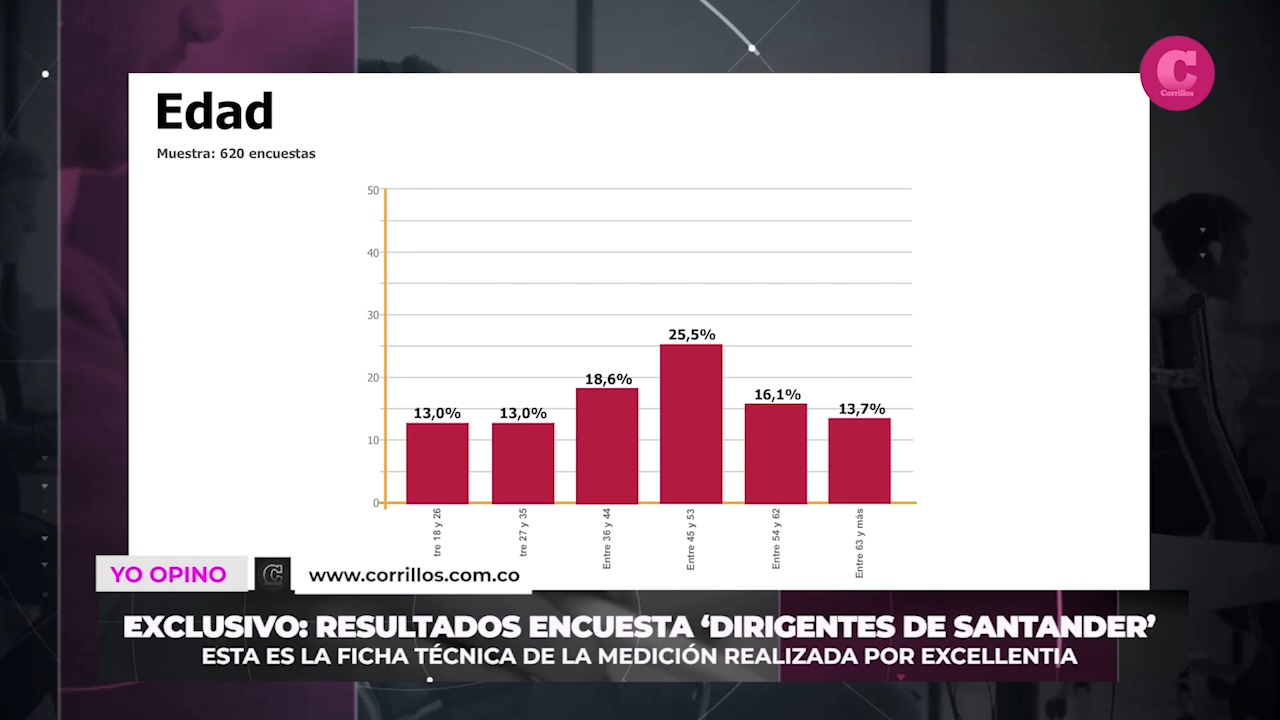 C
Corrillos
Edad
Muestra: 620 encuestas
50
40
30
20
10
0
13,0%
13,0%
18,6%
25,5%
16,1%
13,7%
tre 18 y 26
tre 27 y 35
Entre 36 y 44
Entre 45 y 53
Entre 54 y 62
Entre 63 y más
YO OPINO
C
www.corrillos.com.co
EXCLUSIVO: RESULTADOS ENCUESTA ‘DIRIGENTES DE SANTANDER’
ESTA ES LA FICHA TÉCNICA DE LA MEDICIÓN REALIZADA POR EXCELLENTIA